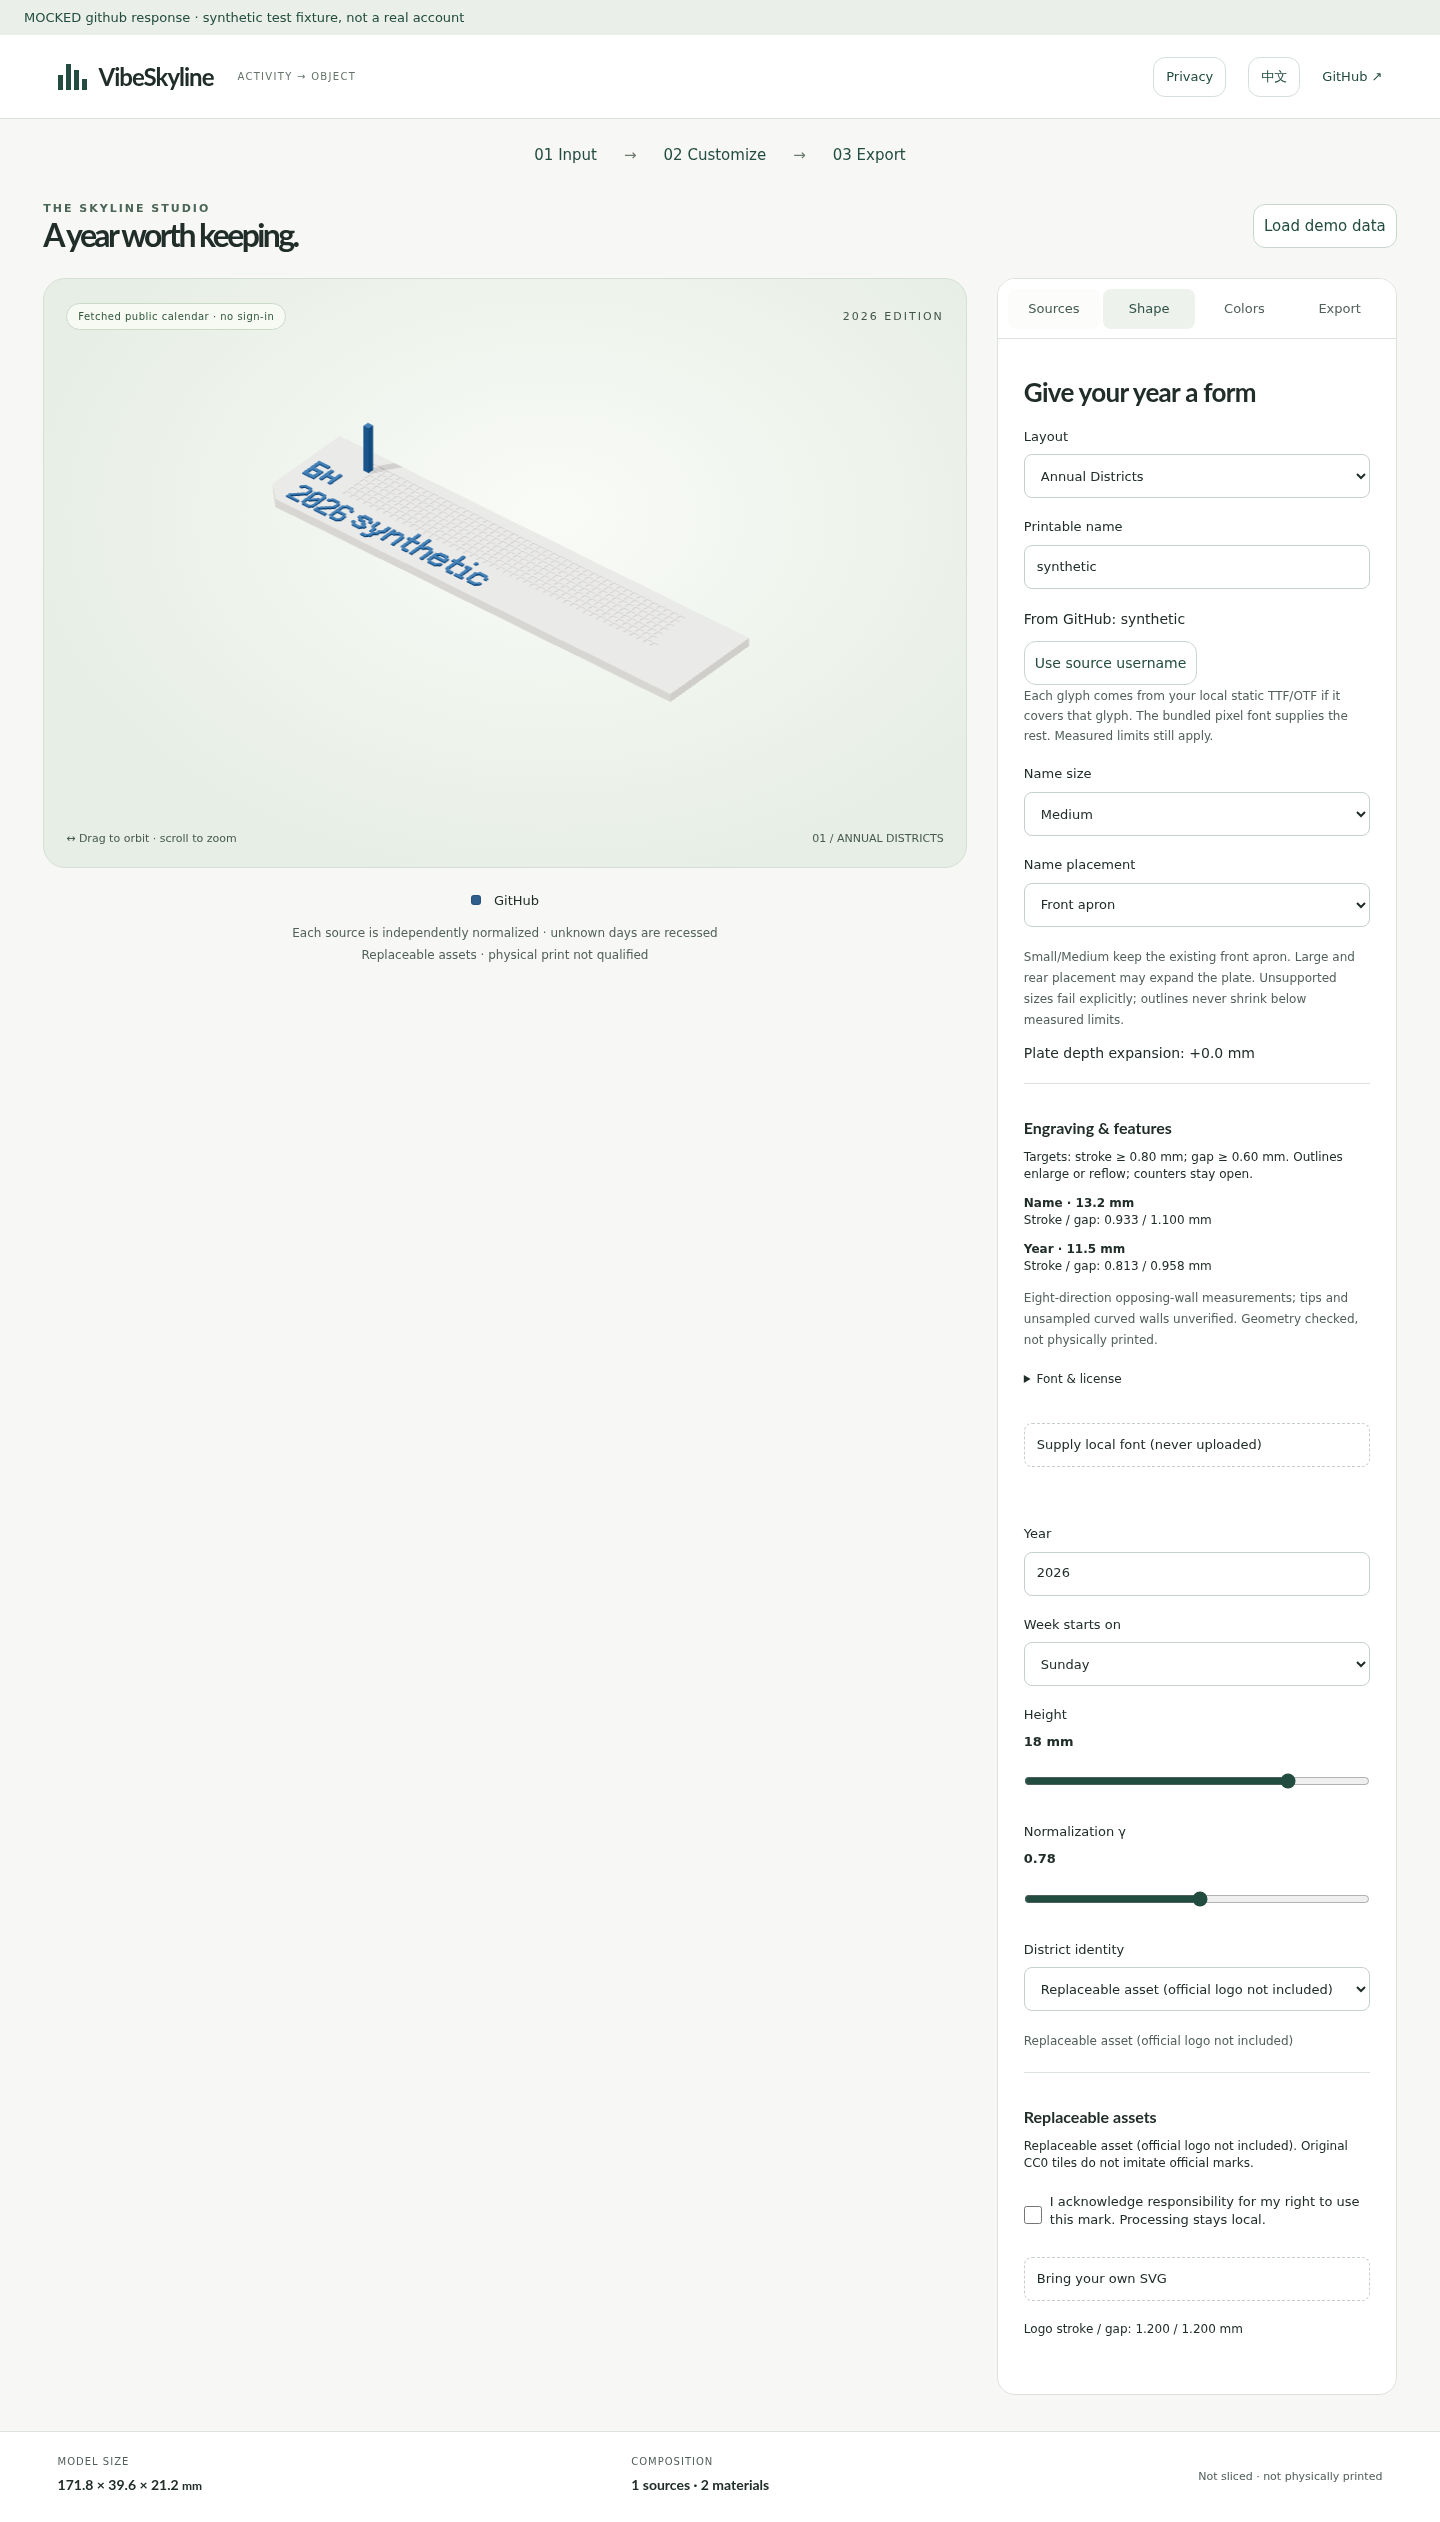 MOCKED github response · synthetic test fixture, not a real account
VibeSkyline
ACTIVITY → OBJECT
Privacy
中文
GitHub ↗
01 Input → 02 Customize → 03 Export
THE SKYLINE STUDIO
A year worth keeping.
Load demo data
Fetched public calendar · no sign-in
2026 EDITION
GH
2026 synthetic
↔ Drag to orbit · scroll to zoom
01 / ANNUAL DISTRICTS
GitHub
Each source is independently normalized · unknown days are recessed
Replaceable assets · physical print not qualified
Sources
Shape
Colors
Export
Give your year a form
Layout
Annual Districts
Printable name
synthetic
From GitHub: synthetic
Use source username
Each glyph comes from your local static TTF/OTF if it
covers that glyph. The bundled pixel font supplies the
rest. Measured limits still apply.
Name size
Medium
Name placement
Front apron
Small/Medium keep the existing front apron. Large and
rear placement may expand the plate. Unsupported
sizes fail explicitly; outlines never shrink below
measured limits.
Plate depth expansion: +0.0 mm
Engraving & features
Targets: stroke ≥ 0.80 mm; gap ≥ 0.60 mm. Outlines
enlarge or reflow; counters stay open.
Name · 13.2 mm
Stroke / gap: 0.933 / 1.100 mm
Year · 11.5 mm
Stroke / gap: 0.813 / 0.958 mm
Eight-direction opposing-wall measurements; tips and
unsampled curved walls unverified. Geometry checked,
not physically printed.
▶ Font & license
Supply local font (never uploaded)
Year
2026
Week starts on
Sunday
Height
18 mm
Normalization γ
0.78
District identity
Replaceable asset (official logo not included)
Replaceable asset (official logo not included)
Replaceable assets
Replaceable asset (official logo not included). Original
CC0 tiles do not imitate official marks.
I acknowledge responsibility for my right to use
this mark. Processing stays local.
Bring your own SVG
Logo stroke / gap: 1.200 / 1.200 mm
MODEL SIZE
171.8 × 39.6 × 21.2 mm
COMPOSITION
1 sources · 2 materials
Not sliced · not physically printed